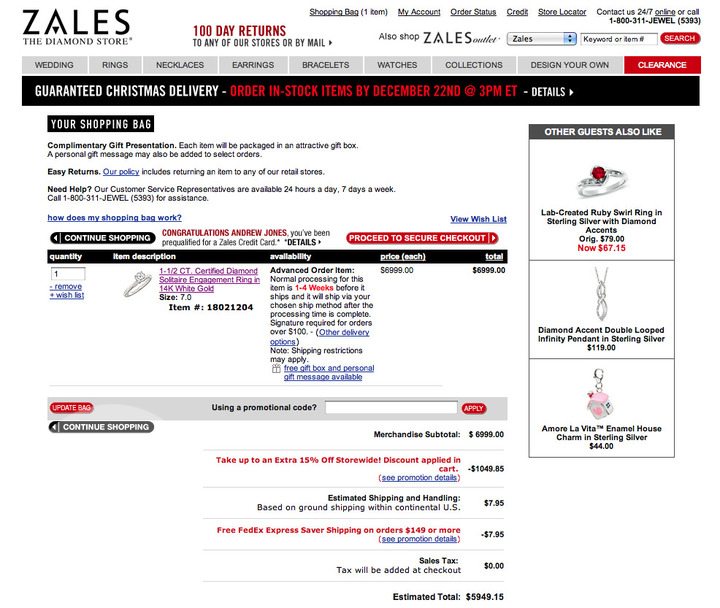 Shopping Bag (1 item) My Account Order Status Credit Store Locator Contact us 24/7 online or call
1-800-311-JEWEL (5393)
ZALES
THE DIAMOND STORE®
100 DAY RETURNS
TO ANY OF OUR STORES OR BY MAIL
Also shop ZALES outlet
Zales
Keyword or item #
SEARCH
WEDDING RINGS NECKLACES EARRINGS BRACELETS WATCHES COLLECTIONS DESIGN YOUR OWN CLEARANCE
GUARANTEED CHRISTMAS DELIVERY - ORDER IN-STOCK ITEMS BY DECEMBER 22ND @ 3PM ET - DETAILS
YOUR SHOPPING BAG
Complimentary Gift Presentation. Each item will be packaged in an attractive gift box.
A personal gift message may also be added to select orders.
Easy Returns. Our policy includes returning an item to any of our retail stores.
Need Help? Our Customer Service Representatives are available 24 hours a day, 7 days a week.
Call 1-800-311-JEWEL (5393) for assistance.
how does my shopping bag work?
View Wish List
CONTINUE SHOPPING
CONGRATULATIONS ANDREW JONES, you've been
prequalified for a Zales Credit Card.* *DETAILS
PROCEED TO SECURE CHECKOUT
quantity item description availability price (each) total
1
- remove
+ wish list
1-1/2 CT. Certified Diamond
Solitaire Engagement Ring in
14K White Gold
Size: 7.0
Item #: 18021204
Advanced Order Item:
Normal processing for this
item is 1-4 Weeks before it
ships and it will ship via your
chosen ship method after the
processing time is complete.
Signature required for orders
over $100. - (Other delivery
options)
Note: Shipping restrictions
may apply.
free gift box and personal
gift message available
$6999.00
$6999.00
UPDATE BAG
Using a promotional code?
APPLY
CONTINUE SHOPPING
Merchandise Subtotal: $ 6999.00
Take up to an Extra 15% Off Storewide! Discount applied in
cart. -$1049.85
(see promotion details)
Estimated Shipping and Handling:
Based on ground shipping within continental U.S. $7.95
Free FedEx Express Saver Shipping on orders $149 or more
(see promotion details) -$7.95
Sales Tax:
Tax will be added at checkout $0.00
Estimated Total: $5949.15
OTHER GUESTS ALSO LIKE
Lab-Created Ruby Swirl Ring in
Sterling Silver with Diamond
Accents
Orig. $79.00
Now $67.15
Diamond Accent Double Looped
Infinity Pendant in Sterling Silver
$119.00
Amore La Vita™ Enamel House
Charm in Sterling Silver
$44.00